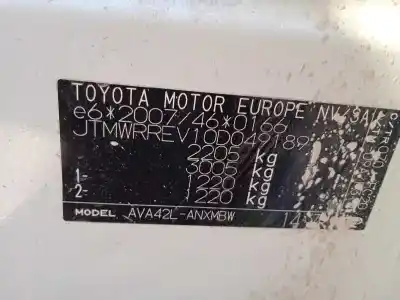 TOYOTA MOTOR EUROPE NV/SA
e6*2007/46*0166
JTMWRREV10D049189
2205 kg
3005 kg
1- 1220 kg
2- 1220 kg
MODEL AVA42L-ANXMBW